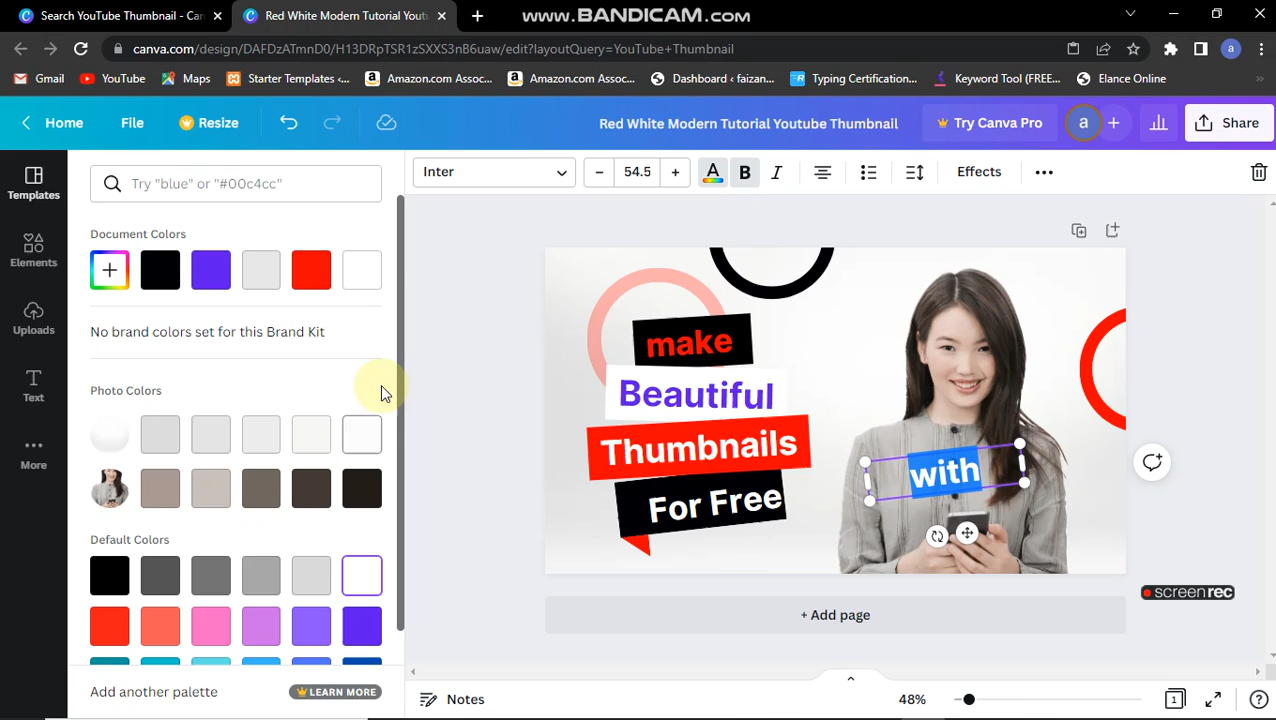 www.BANDICAM.com
Search YouTube Thumbnail - Can
Red White Modern Tutorial Yout
canva.com/design/DAFDzATmnD0/H13DRpTSR1zSXXS3nB6uaw/edit?layoutQuery=YouTube+Thumbnail
a
Gmail
YouTube
Maps
Starter Templates ‹...
Amazon.com Assoc...
Amazon.com Assoc...
Dashboard ‹ faizan...
Typing Certification...
Keyword Tool (FREE...
Elance Online
Home
File
Resize
Red White Modern Tutorial Youtube Thumbnail
Try Canva Pro
a
Share
Templates
Elements
Uploads
Text
More
Try "blue" or "#00c4cc"
Inter
54.5
A
B
I
Effects
Document Colors
No brand colors set for this Brand Kit
Photo Colors
Default Colors
Add another palette
LEARN MORE
make
Beautiful
Thumbnails
For Free
with
screenrec
+ Add page
Notes
48%
1